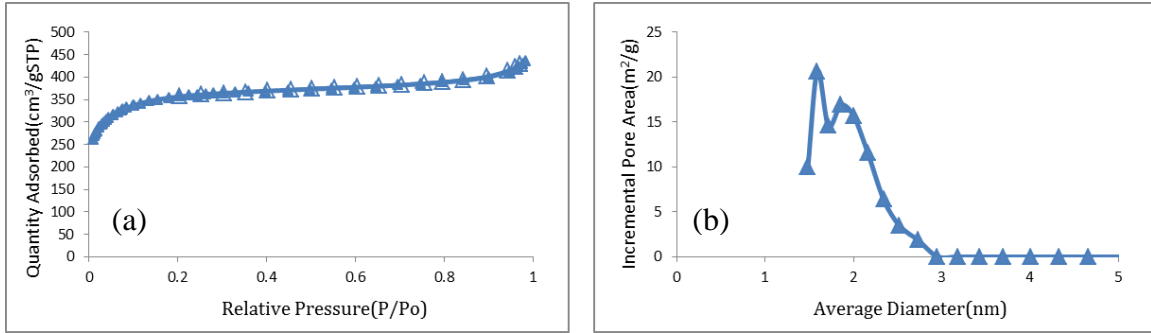 Quantity Adsorbed(cm³/gSTP)
500
450
400
350
300
250
200
150
100
50
0
(a)
0 0.2 0.4 0.6 0.8 1
Relative Pressure(P/Po)
Incremental Pore Area(m²/g)
25
20
15
10
5
0
(b)
0 1 2 3 4 5
Average Diameter(nm)